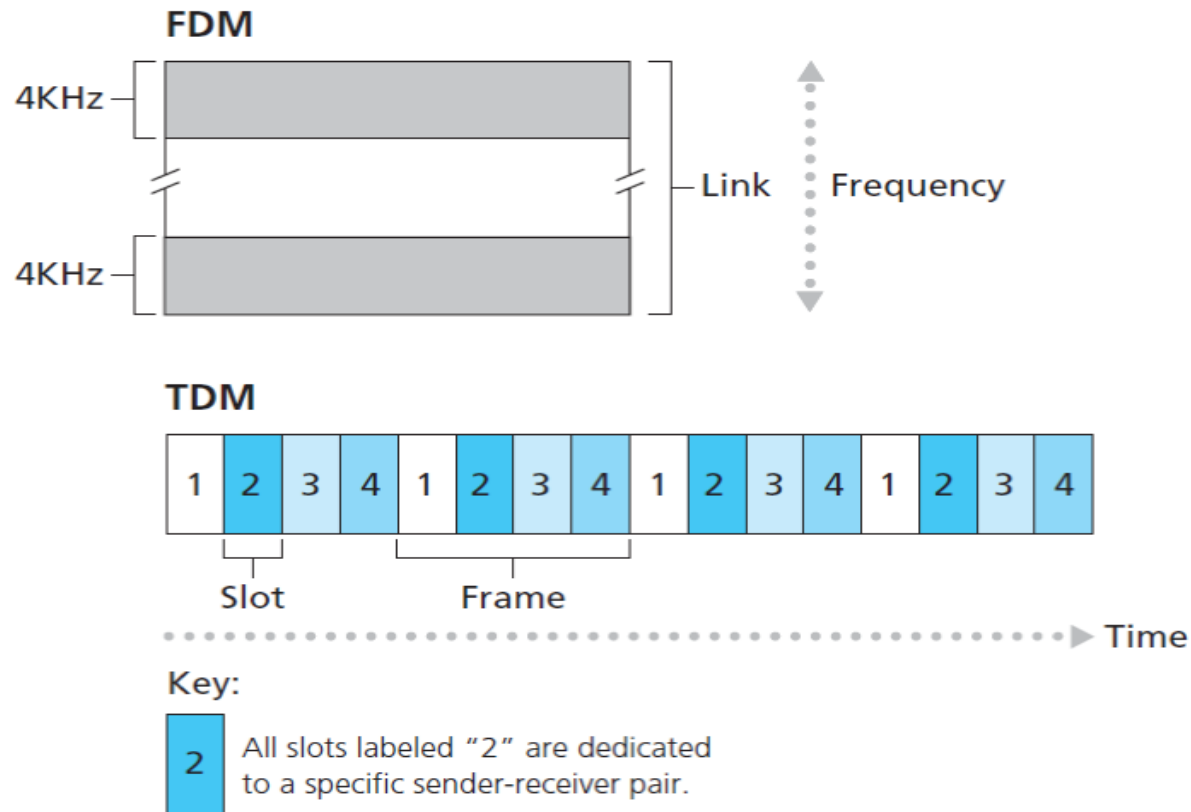 FDM
4KHz
Link
Frequency
4KHz
TDM
1 2 3 4 1 2 3 4 1 2 3 4 1 2 3 4
Slot
Frame
Time
Key:
2
All slots labeled “2” are dedicated
to a specific sender-receiver pair.